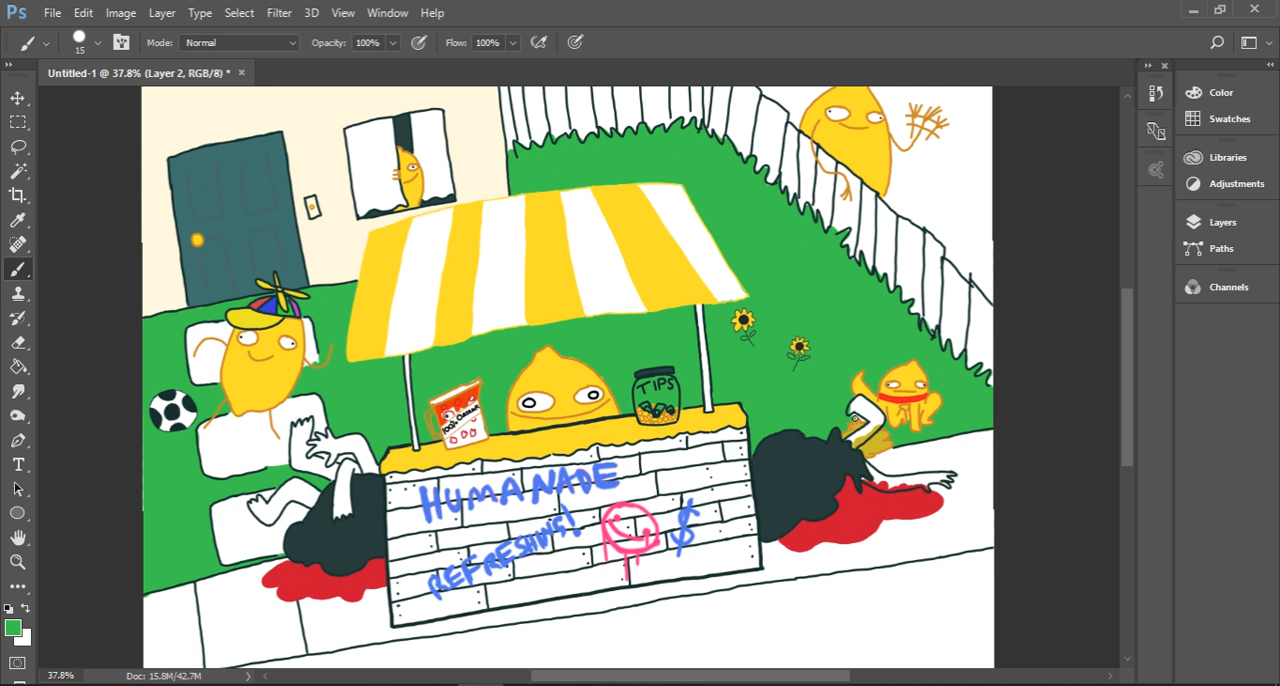 Ps File Edit Image Layer Type Select Filter 3D View Window Help
15 Mode: Normal Opacity: 100% Flow: 100%
Untitled-1 @ 37.8% (Layer 2, RGB/8) *
Color
Swatches
Libraries
Adjustments
Layers
Paths
Channels
TIPS
HUMANADE
REFRESHING!
$
37.8% Doc: 15.8M/42.7M